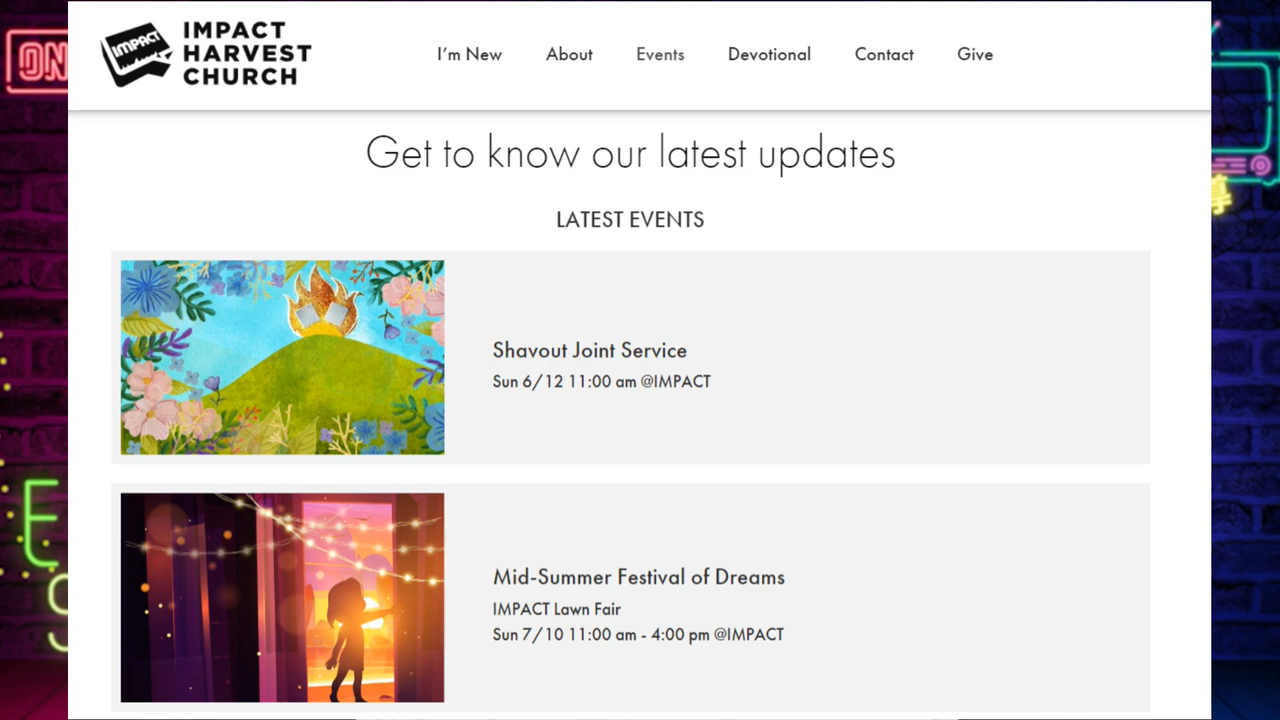 ON
IMPACT
IMPACT
HARVEST
CHURCH
I'm New
About
Events
Devotional
Contact
Give
Get to know our latest updates
LATEST EVENTS
Shavout Joint Service
Sun 6/12 11:00 am @IMPACT
Mid-Summer Festival of Dreams
IMPACT Lawn Fair
Sun 7/10 11:00 am - 4:00 pm @IMPACT